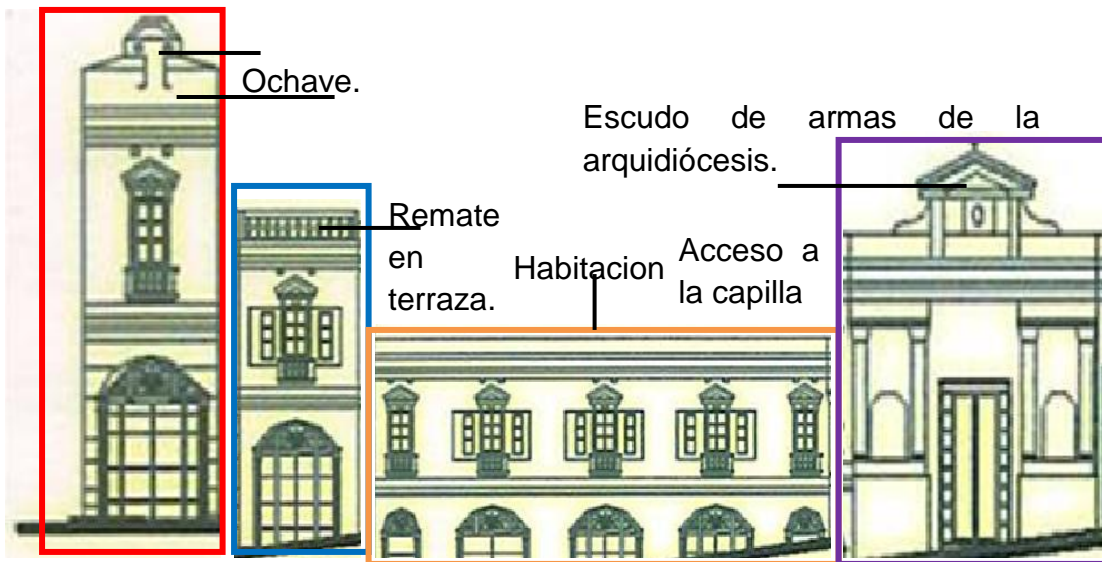 Ochave.
Escudo de armas de la
arquidiócesis.
Remate
en
terraza.
Habitacion
Acceso a
la capilla